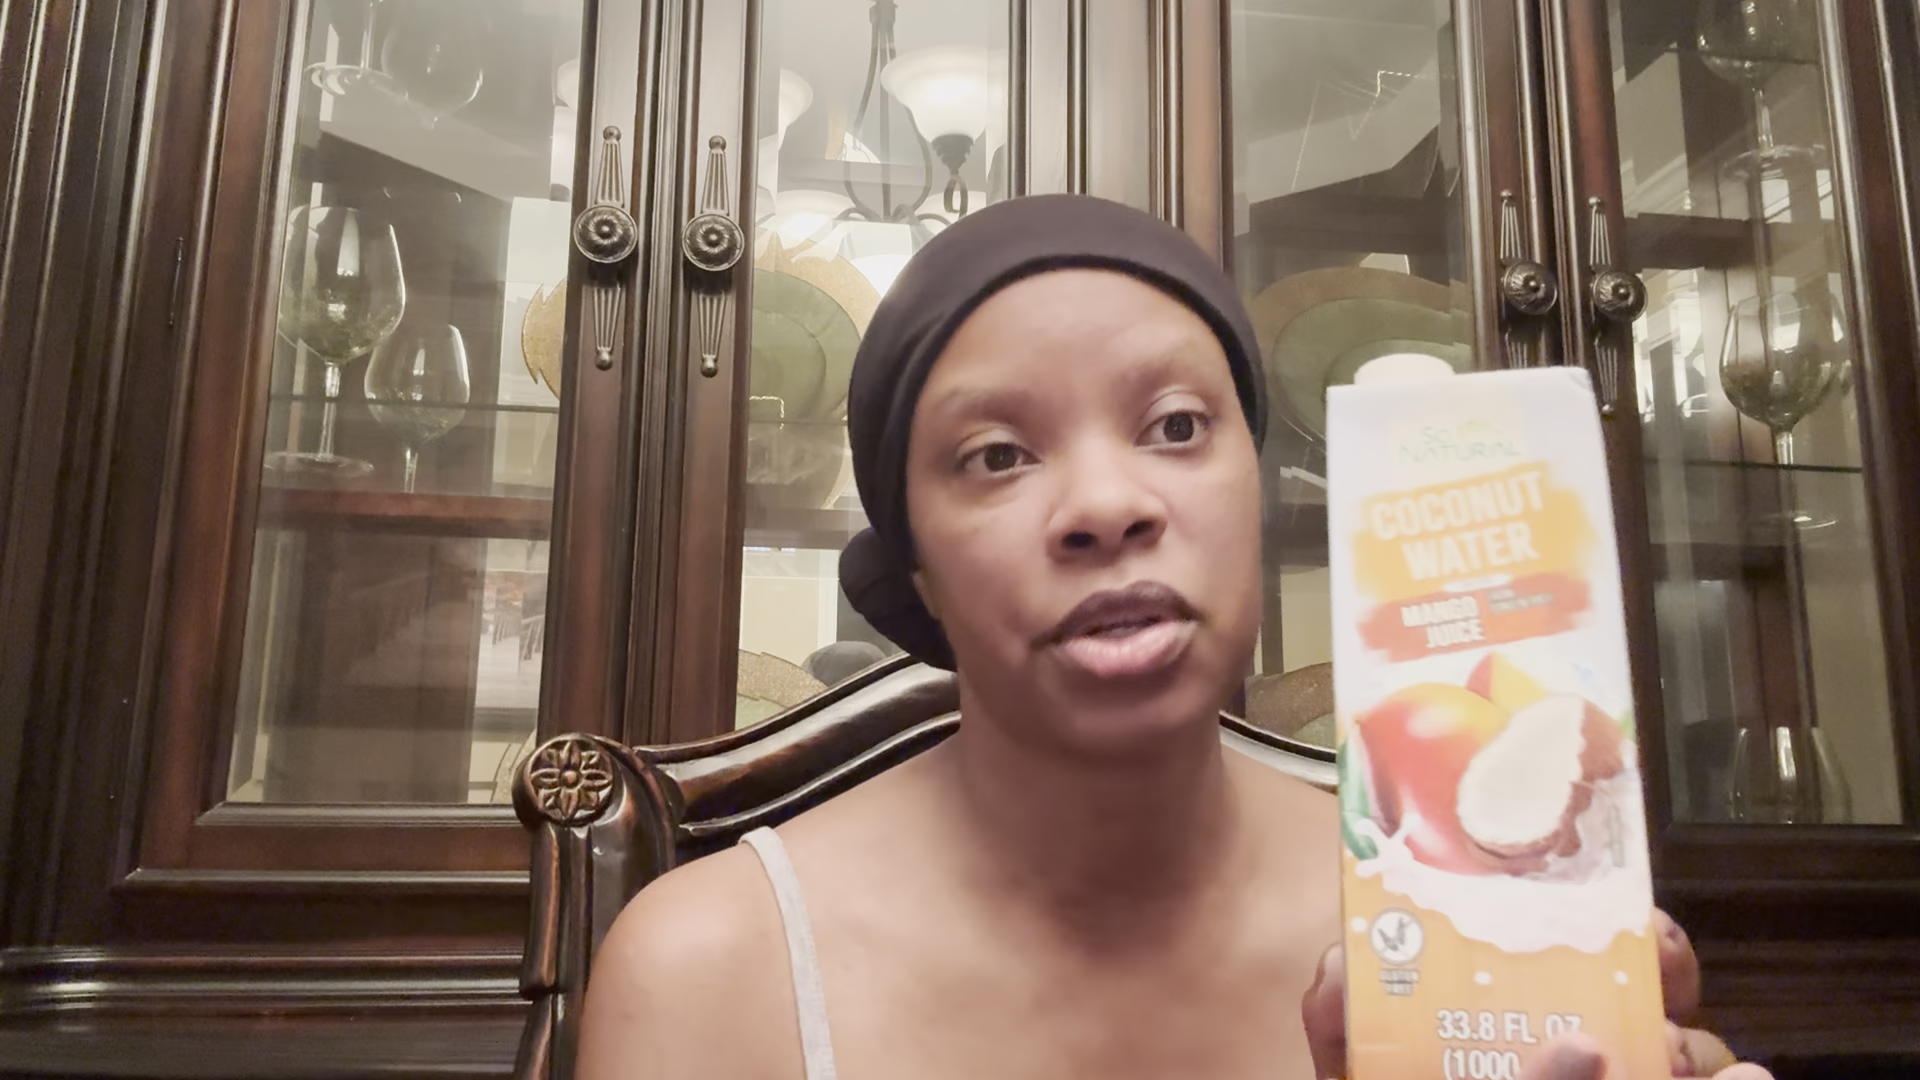 SO
NATURAL
COCONUT
WATER
MANGO
JUICE
GLUTEN
FREE
33.8 FL OZ
(1000